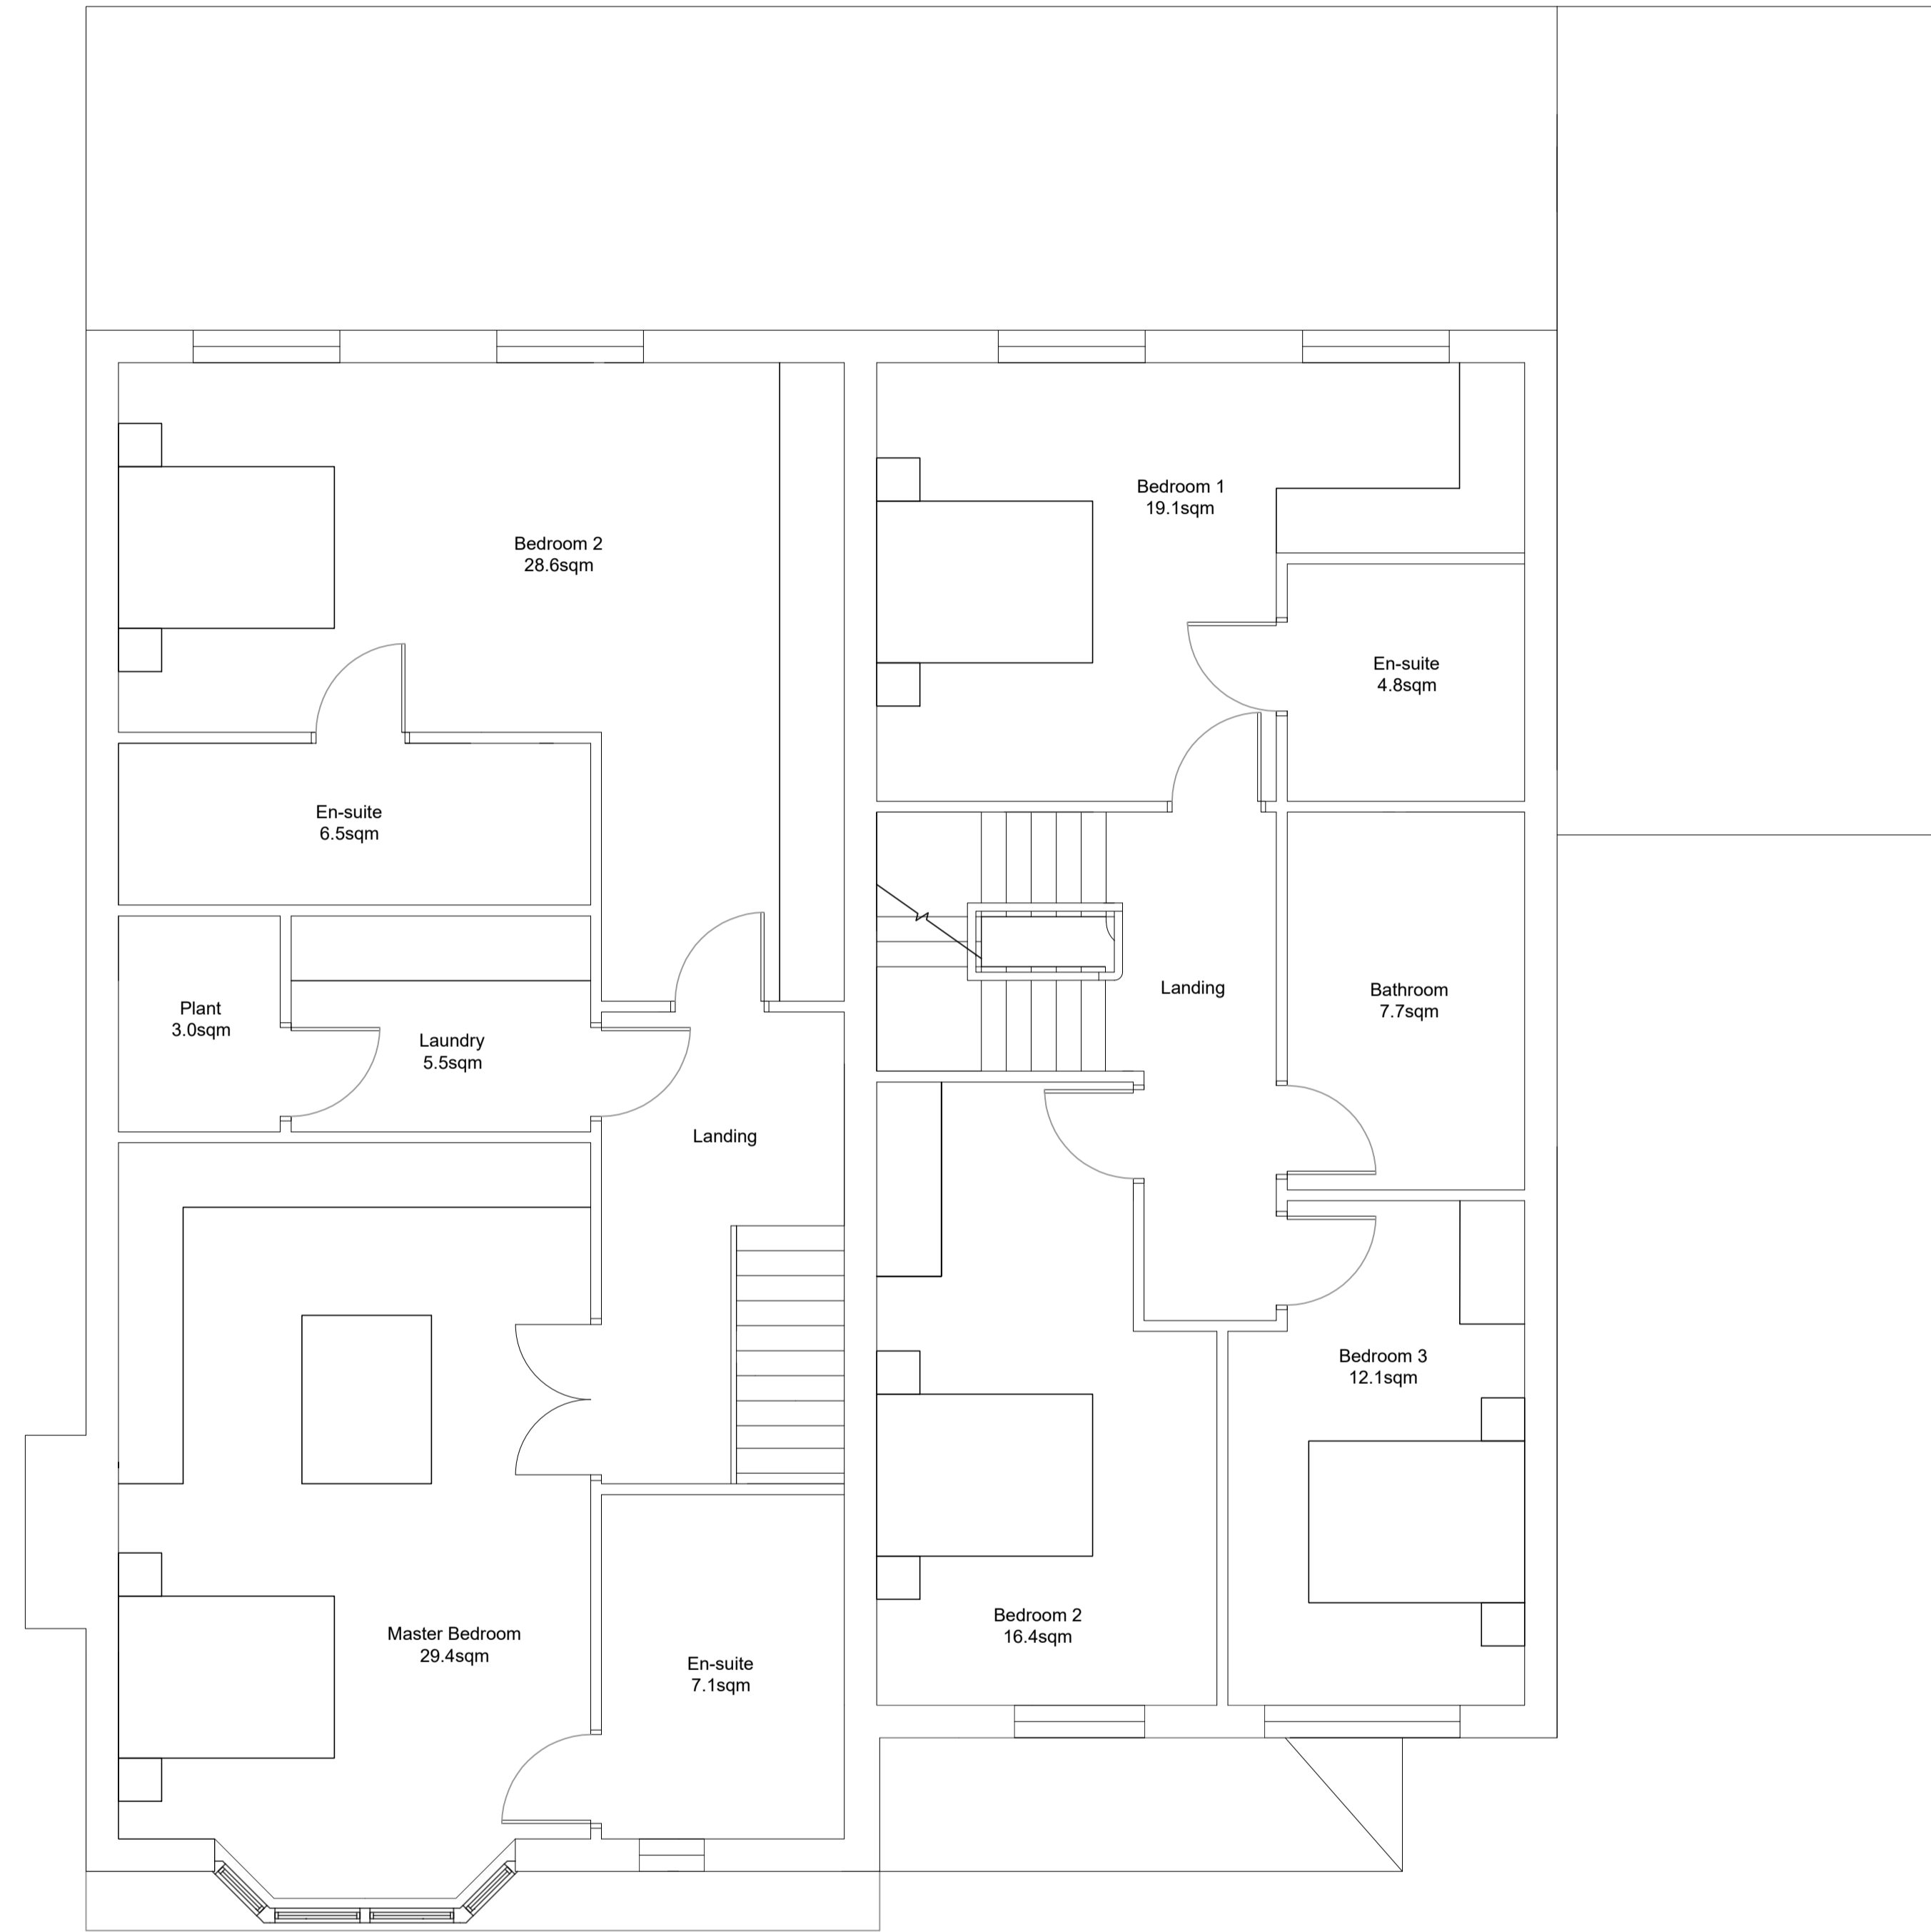 Bedroom 1
19.1sqm
Bedroom 2
28.6sqm
En-suite
4.8sqm
En-suite
6.5sqm
Landing
Bathroom
7.7sqm
Plant
3.0sqm
Laundry
5.5sqm
Landing
Bedroom 3
12.1sqm
Bedroom 2
16.4sqm
Master Bedroom
29.4sqm
En-suite
7.1sqm